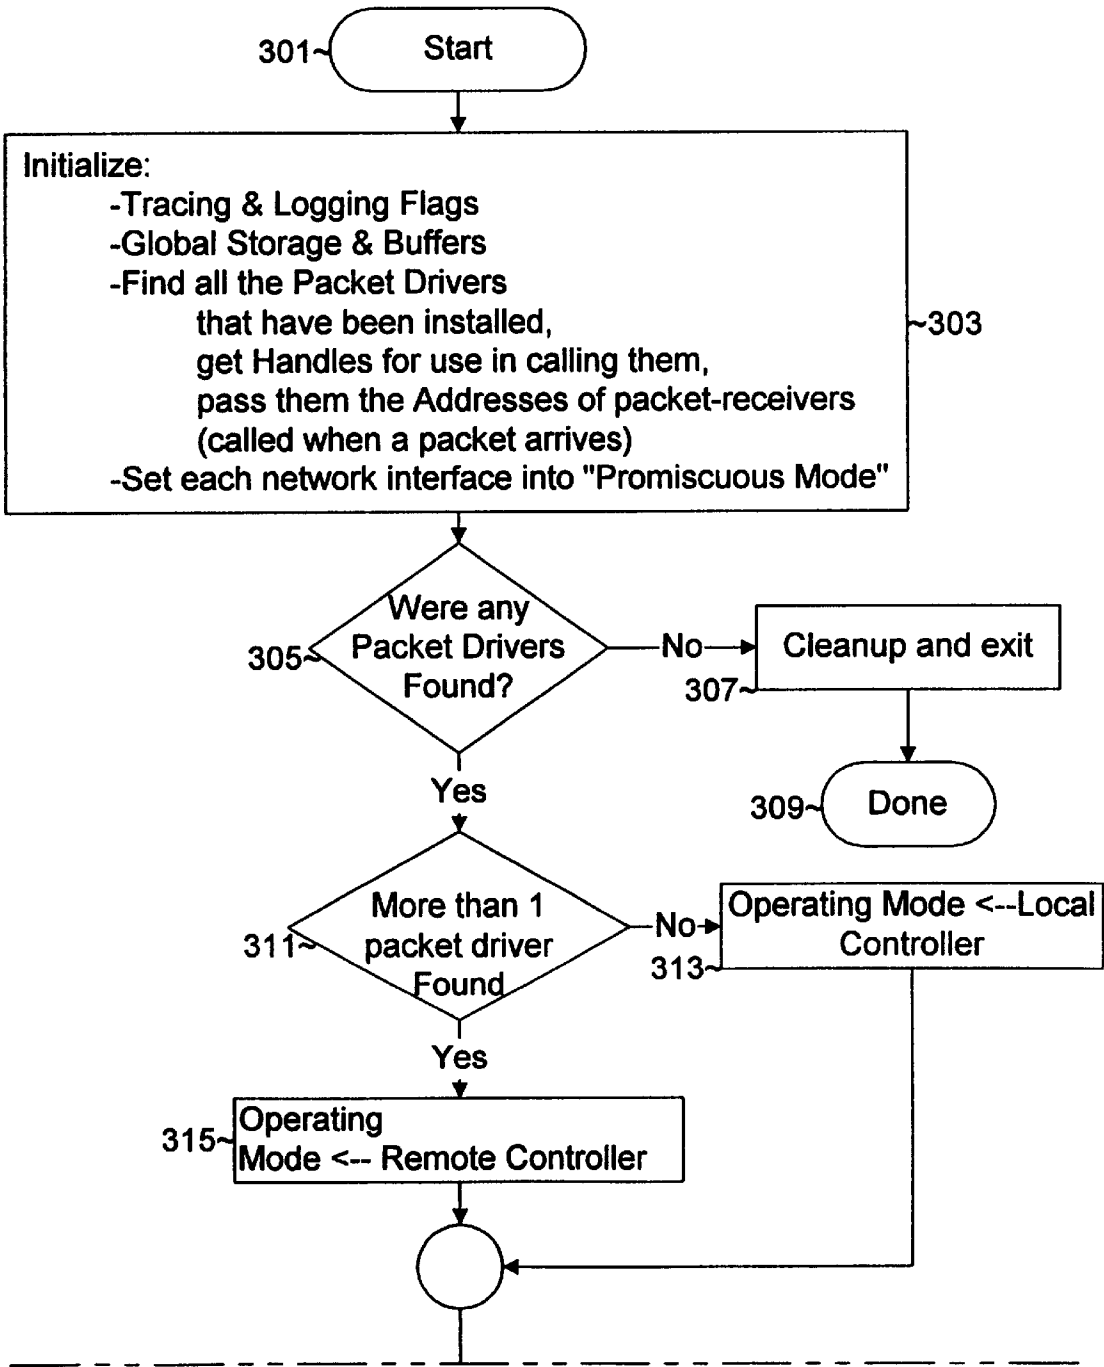 301~
Start
Initialize:
-Tracing & Logging Flags
-Global Storage & Buffers
-Find all the Packet Drivers
that have been installed,
get Handles for use in calling them,
pass them the Addresses of packet-receivers
(called when a packet arrives)
-Set each network interface into "Promiscuous Mode"
~303
Were any
Packet Drivers
Found?
305~
No
Cleanup and exit
307~
Yes
309~
Done
More than 1
packet driver
Found
311~
No
Operating Mode <--Local
Controller
313~
Yes
315~
Operating
Mode <-- Remote Controller